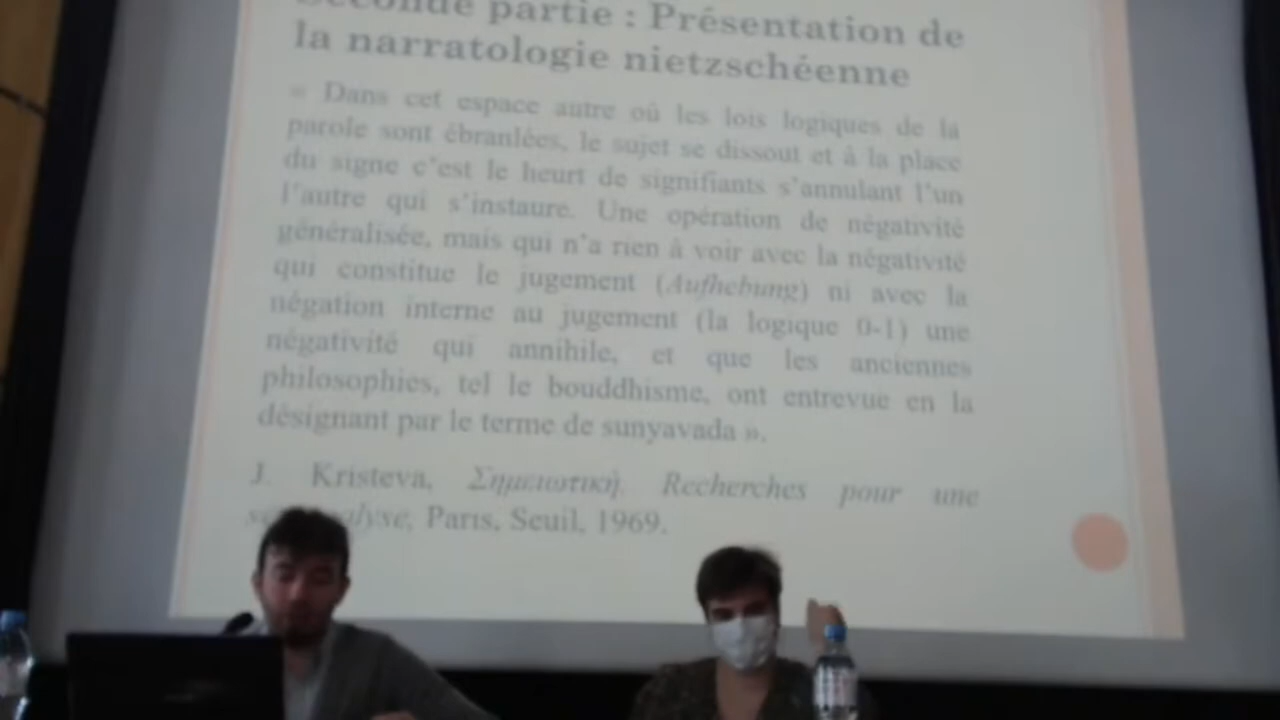 Seconde partie : Présentation de
la narratologie nietzschéenne
« Dans cet espace autre où les lois logiques de la
parole sont ébranlées, le sujet se dissout et à la place
du signe c'est le heurt de signifiants s'annulant l'un
l'autre qui s'instaure. Une opération de négativité
généralisée, mais qui n'a rien à voir avec la négativité
qui constitue le jugement (Aufhebung) ni avec la
négation interne au jugement (la logique 0-1) une
négativité qui annihile, et que les anciennes
philosophies, tel le bouddhisme, ont entrevue en la
désignant par le terme de sunyavada ».
J. Kristeva, Σημειωτική. Recherches pour une
Paris, Seuil, 1969.